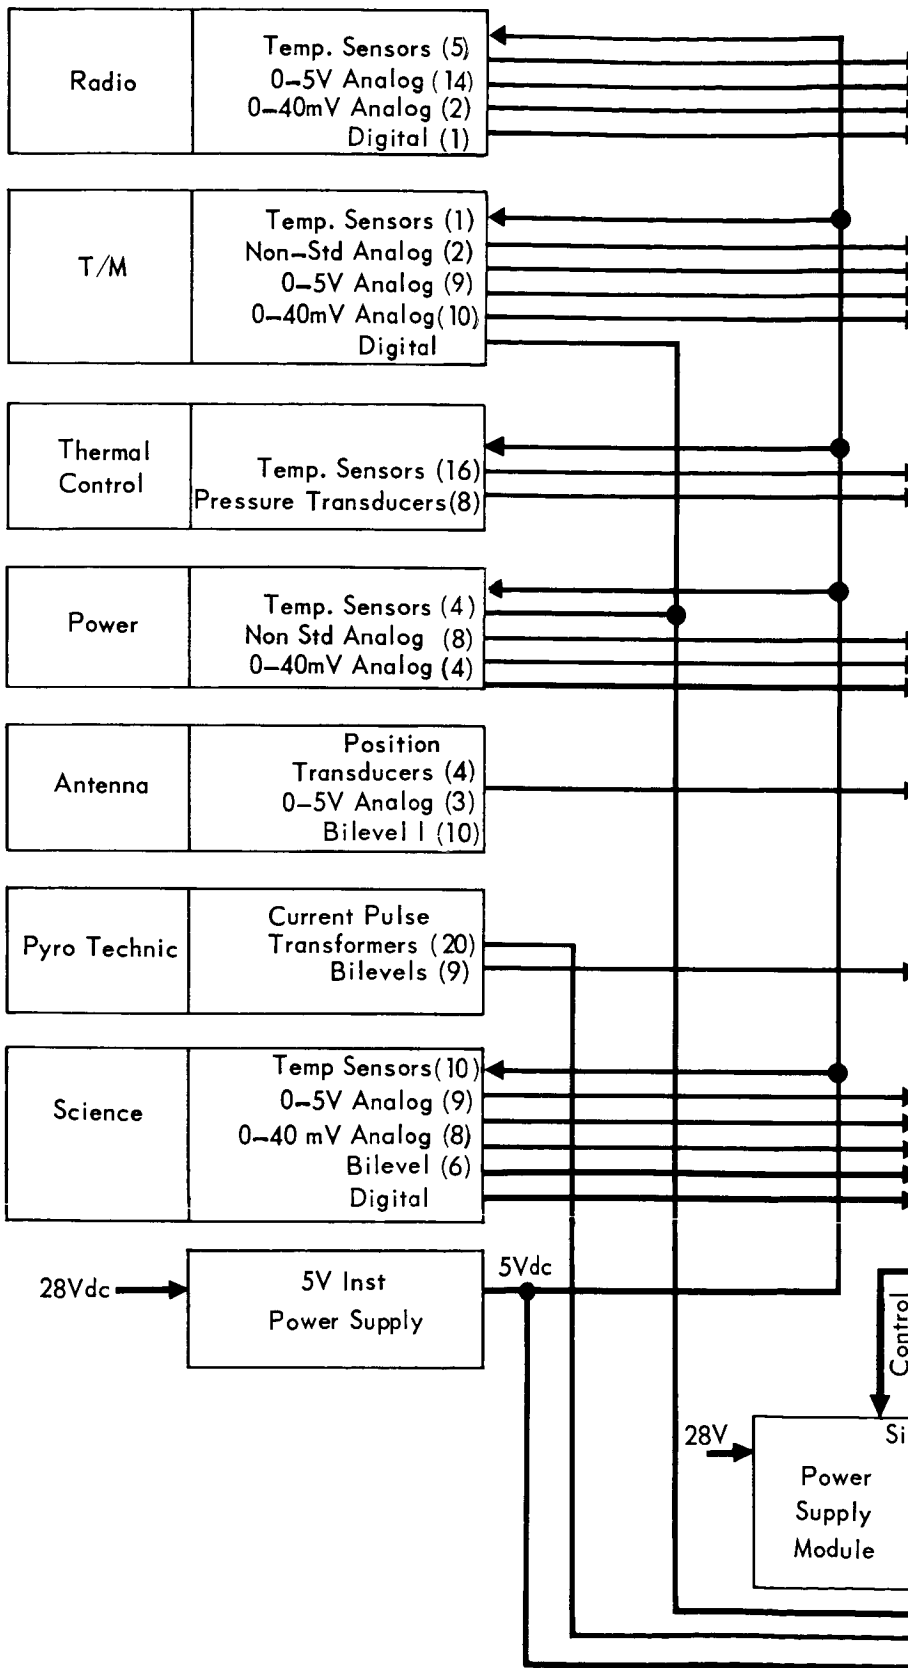 Radio
Temp. Sensors (5)
0-5V Analog (14)
0-40mV Analog (2)
Digital (1)
T/M
Temp. Sensors (1)
Non-Std Analog (2)
0-5V Analog (9)
0-40mV Analog(10)
Digital
Thermal
Control
Temp. Sensors (16)
Pressure Transducers(8)
Power
Temp. Sensors (4)
Non Std Analog (8)
0-40mV Analog (4)
Antenna
Position
Transducers (4)
0-5V Analog (3)
Bilevel I (10)
Pyro Technic
Current Pulse
Transformers (20)
Bilevels (9)
Science
Temp Sensors(10)
0-5V Analog (9)
0-40 mV Analog (8)
Bilevel (6)
Digital
28Vdc
5V Inst
Power Supply
5Vdc
Control
28V
Si
Power
Supply
Module